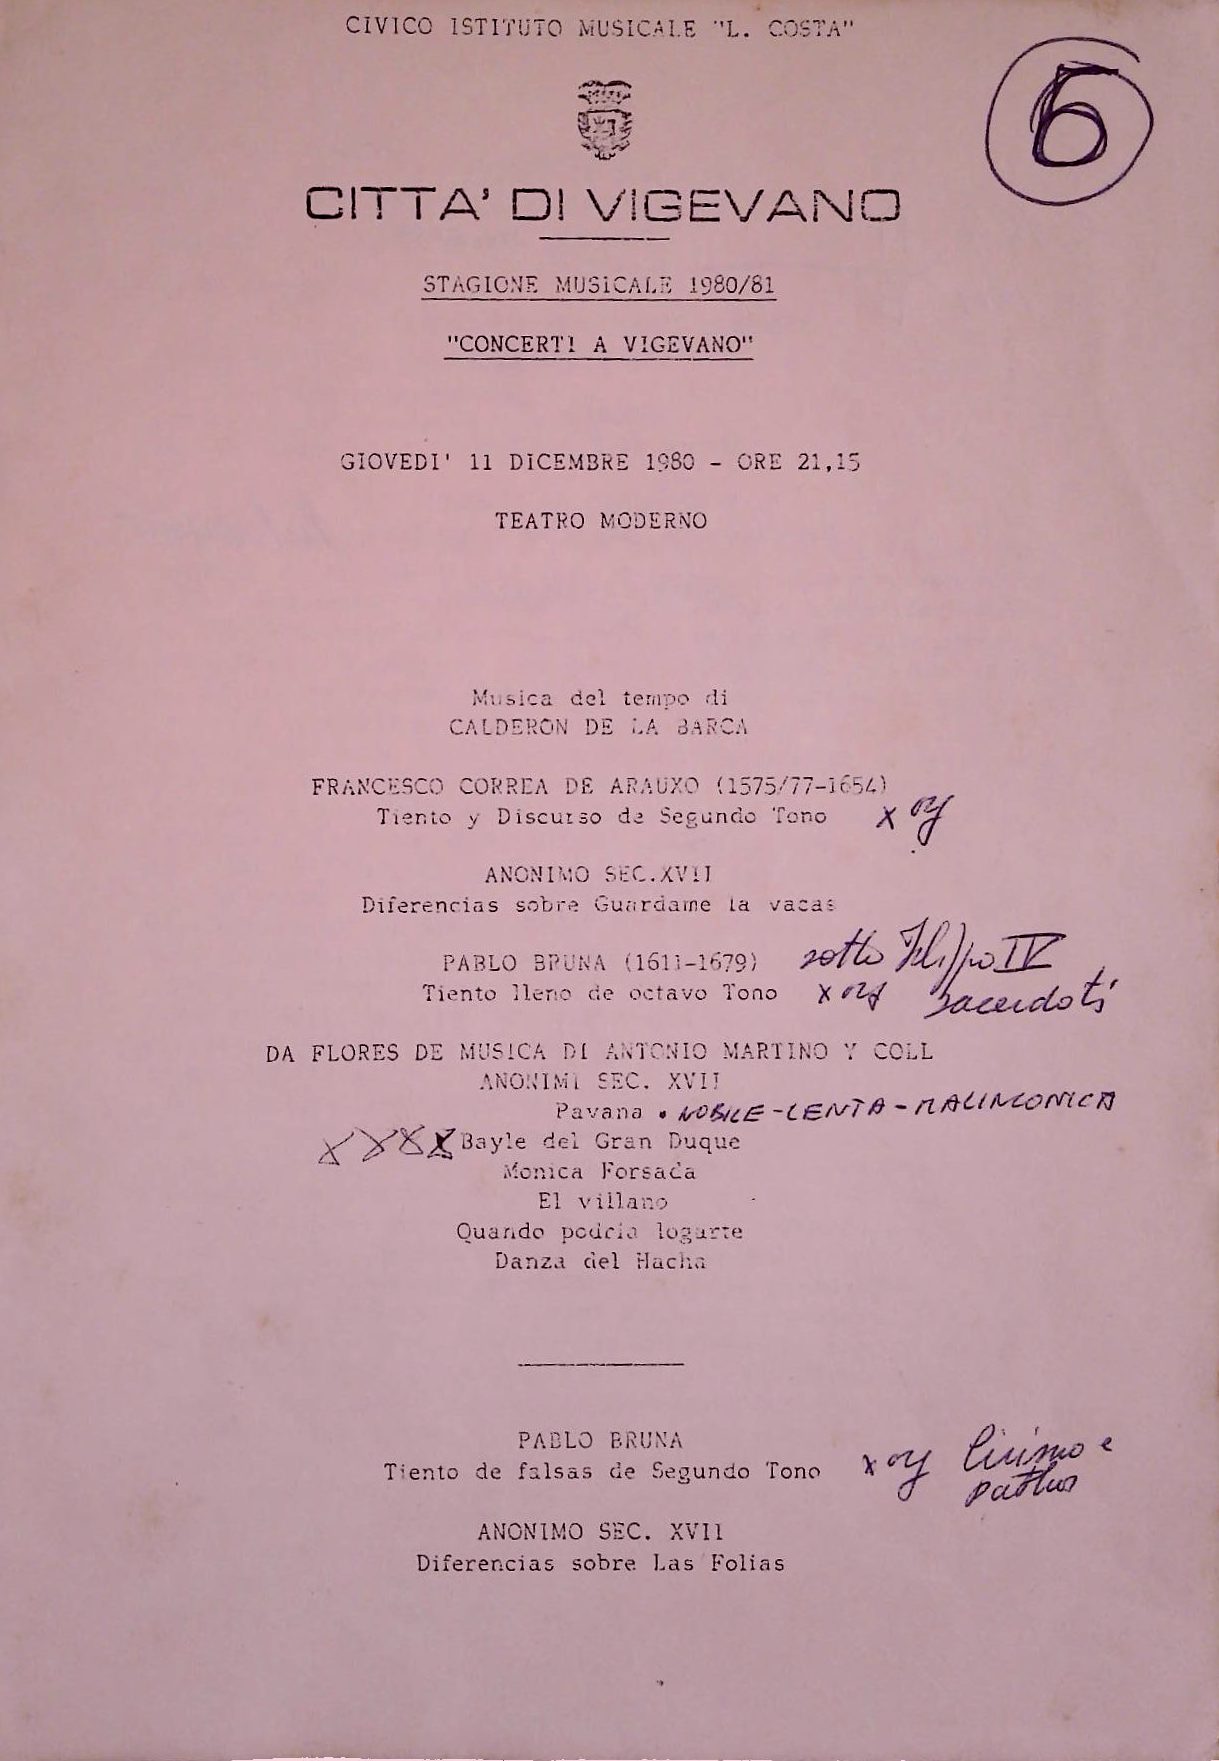 CIVICO ISTITUTO MUSICALE "L. COSTA"
6
CITTA' DI VIGEVANO
STAGIONE MUSICALE 1980/81
"CONCERTI A VIGEVANO"
GIOVEDI' 11 DICEMBRE 1980 - ORE 21,15
TEATRO MODERNO
Musica del tempo di
CALDERON DE LA BARCA
FRANCESCO CORREA DE ARAUXO (1575/77-1654)
Tiento y Discurso de Segundo Tono x org
ANONIMO SEC.XVII
Diferencias sobre Guardame la vacas
PABLO BRUNA (1611-1679) sotto Filippo IV
Tiento lleno de octavo Tono x org sacerdoti
DA FLORES DE MUSICA DI ANTONIO MARTINO Y COLL
ANONIMI SEC. XVII
Pavana • NOBILE-LENTA-MALINCONICA
XXXX Bayle del Gran Duque
Monica Forsada
El villano
Quando podria logarte
Danza del Hacha
PABLO BRUNA
Tiento de falsas de Segundo Tono x org lirismo e
pathos
ANONIMO SEC. XVII
Diferencias sobre Las Folias